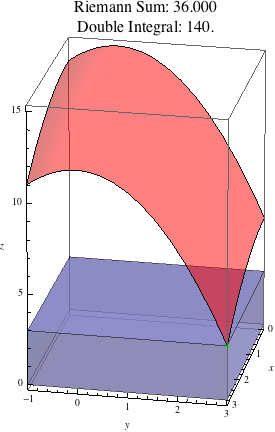 Riemann Sum: 36.000
Double Integral: 140.
15
10
z
5
0
0
1
x
2
3
−1
0
1
2
3
y